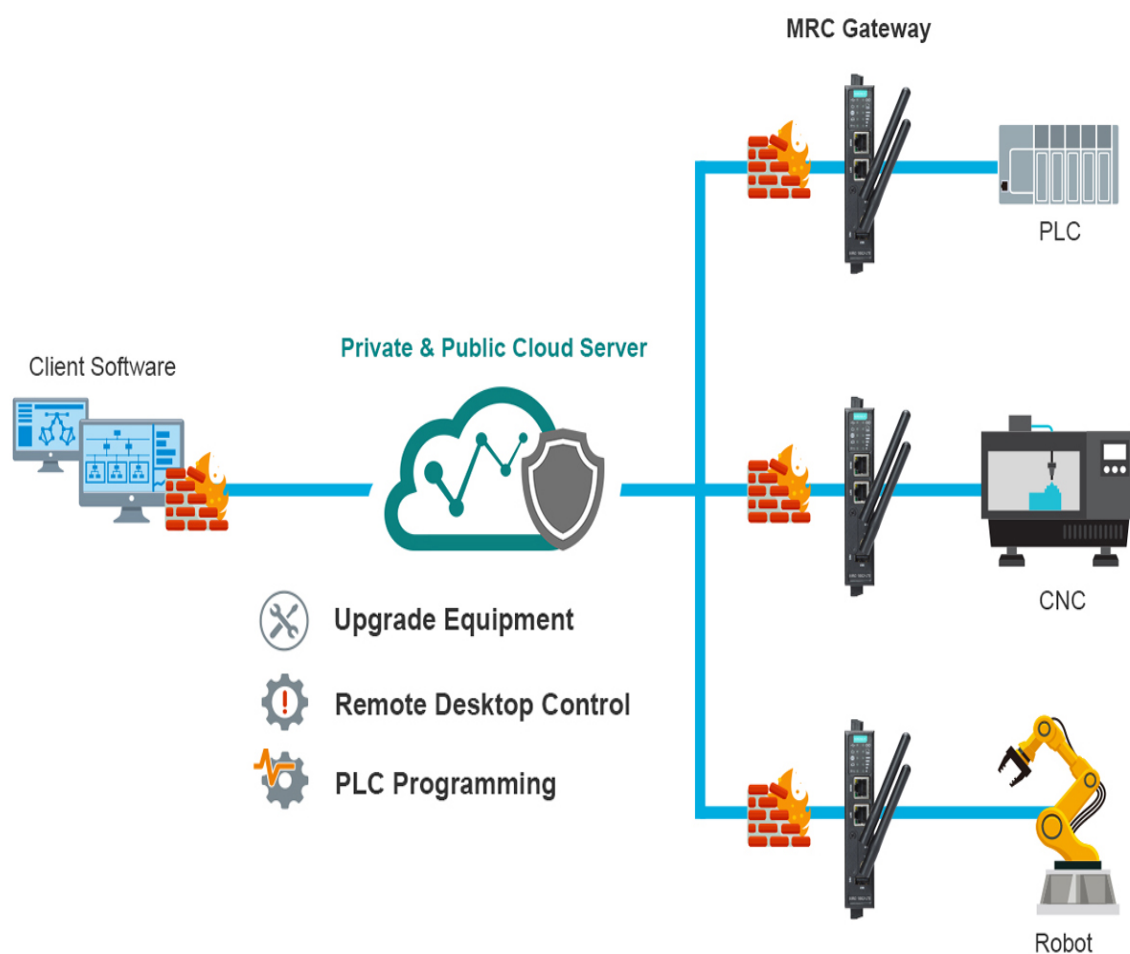 MRC Gateway
PLC
Client Software
Private & Public Cloud Server
CNC
Upgrade Equipment
Remote Desktop Control
PLC Programming
Robot